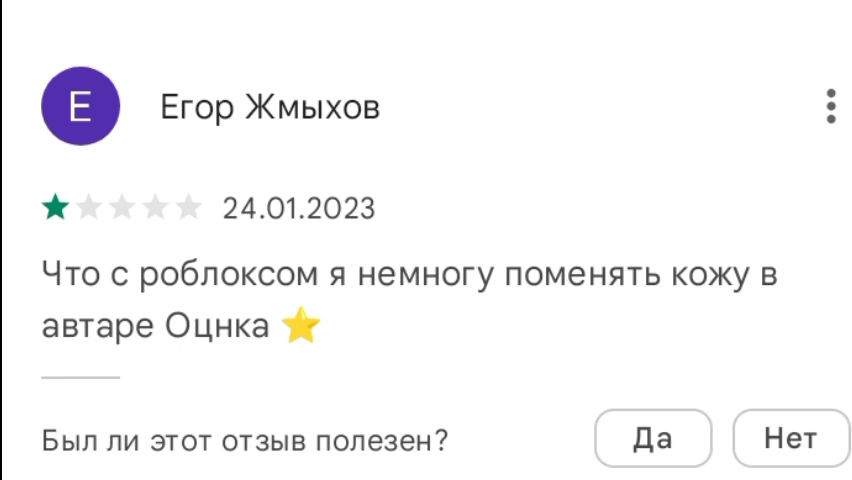 E
Егор Жмыхов
24.01.2023
Что с роблоксом я немногу поменять кожу в
автаре Оцнка ⭐
Был ли этот отзыв полезен?
Да
Нет